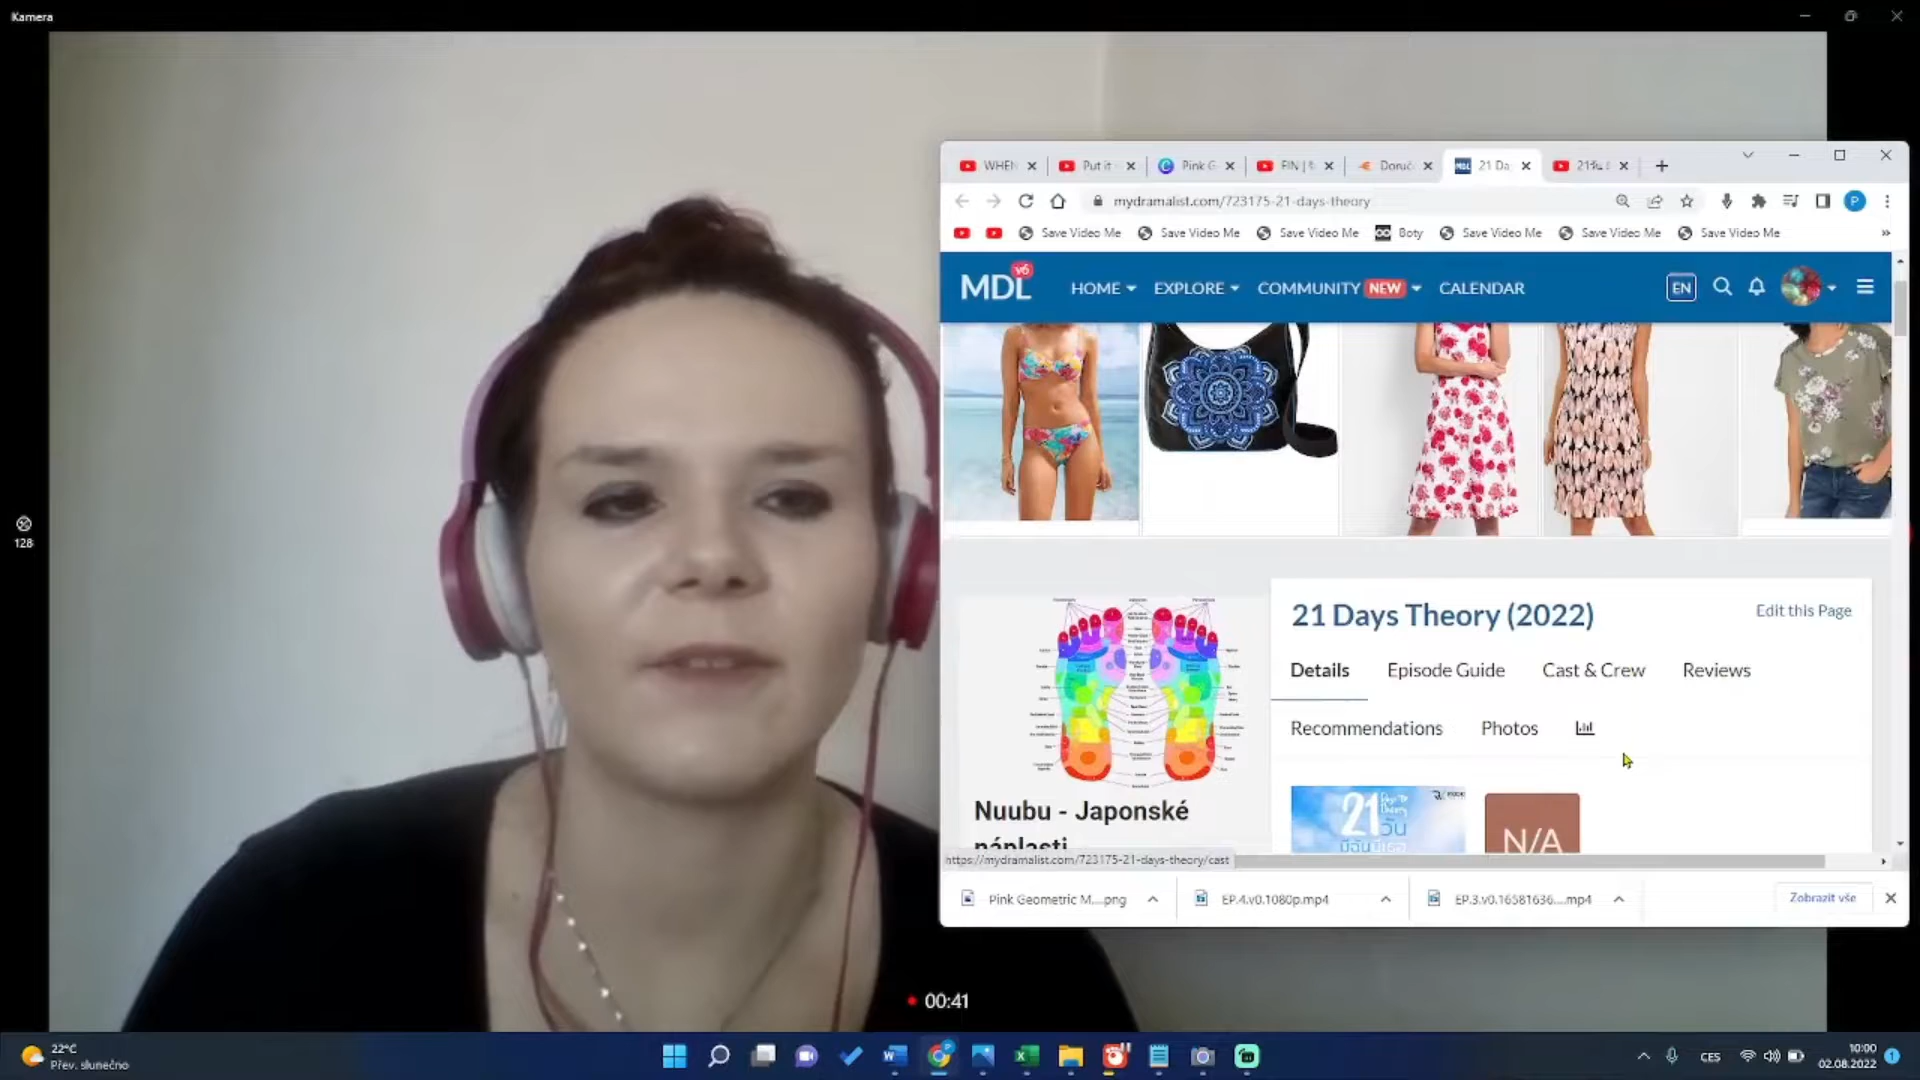 Kamera
WHEN
Put it
Pink G
FIN |
Doruč
MDL 21 Da
mydramalist.com/723175-21-days-theory
P
Save Video Me
Save Video Me
Save Video Me
Boty
Save Video Me
Save Video Me
Save Video Me
»
MDL v6
HOME
EXPLORE
COMMUNITY NEW
CALENDAR
EN
21 Days Theory (2022)
Edit this Page
Details
Episode Guide
Cast & Crew
Reviews
Recommendations
Photos
128
Nuubu - Japonské
náplasti
21
วัน
N/A
https://mydramalist.com/723175-21-days-theory/cast
Pink Geometric M....png
EP.4.v0.1080p.mp4
EP.3.v0.16581636....mp4
Zobrazit vše
00:41
22°C
Přev. slunečno
CES
10:00
02.08.2022
1